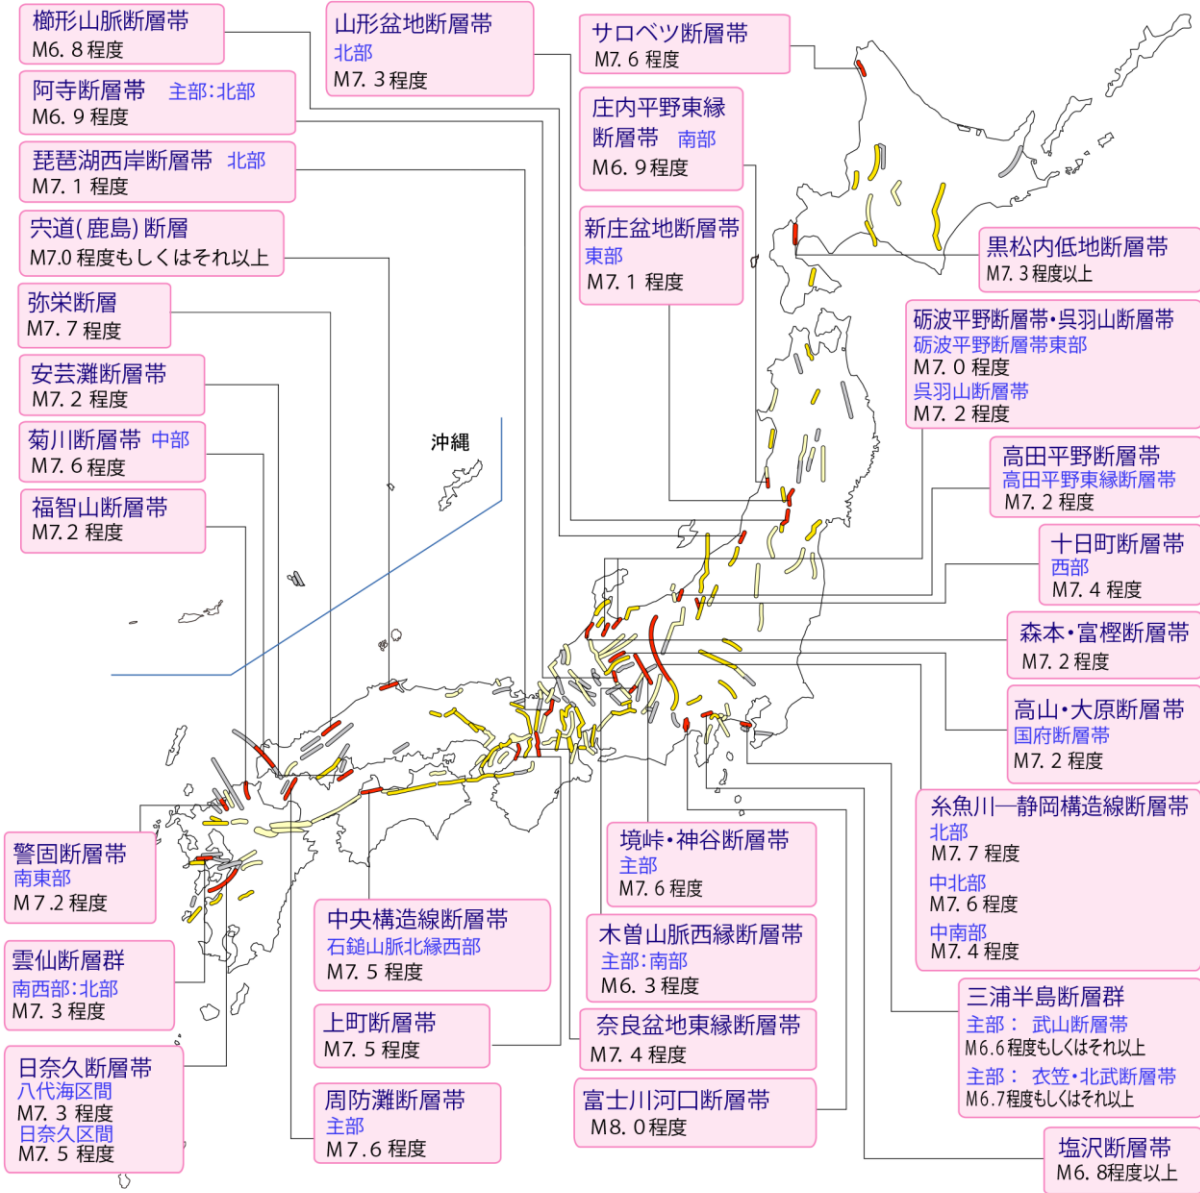 櫛形山脈断層帯
M6. 8 程度
阿寺断層帯 主部：北部
M6. 9 程度
琵琶湖西岸断層帯 北部
M7. 1 程度
宍道( 鹿島) 断層
M7.0 程度もしくはそれ以上
弥栄断層
M7. 7 程度
安芸灘断層帯
M7. 2 程度
菊川断層帯 中部
M7. 6 程度
福智山断層帯
M7.2 程度
山形盆地断層帯
北部
M7. 3 程度
サロベツ断層帯
M7. 6 程度
庄内平野東縁
断層帯 南部
M6. 9 程度
新庄盆地断層帯
東部
M7. 1 程度
黒松内低地断層帯
M7. 3 程度以上
砺波平野断層帯・呉羽山断層帯
砺波平野断層帯東部
M7. 0 程度
呉羽山断層帯
M7. 2 程度
沖縄
高田平野断層帯
高田平野東縁断層帯
M7. 2 程度
十日町断層帯
西部
M7. 4 程度
森本・富樫断層帯
M7. 2 程度
高山・大原断層帯
国府断層帯
M7. 2 程度
糸魚川―静岡構造線断層帯
北部
M7. 7 程度
中北部
M7. 6 程度
中南部
M7. 4 程度
三浦半島断層群
主部： 武山断層帯
M6.6 程度もしくはそれ以上
主部： 衣笠・北武断層帯
M6.7程度もしくはそれ以上
塩沢断層帯
M6. 8程度以上
境峠・神谷断層帯
主部
M7. 6 程度
木曽山脈西縁断層帯
主部：南部
M6. 3 程度
奈良盆地東縁断層帯
M7. 4 程度
富士川河口断層帯
M8. 0 程度
中央構造線断層帯
石鎚山脈北縁西部
M7. 5 程度
上町断層帯
M7. 5 程度
周防灘断層帯
主部
M7.6 程度
警固断層帯
南東部
M7.2 程度
雲仙断層群
南西部：北部
M7. 3 程度
日奈久断層帯
八代海区間
M7. 3 程度
日奈久区間
M7. 5 程度